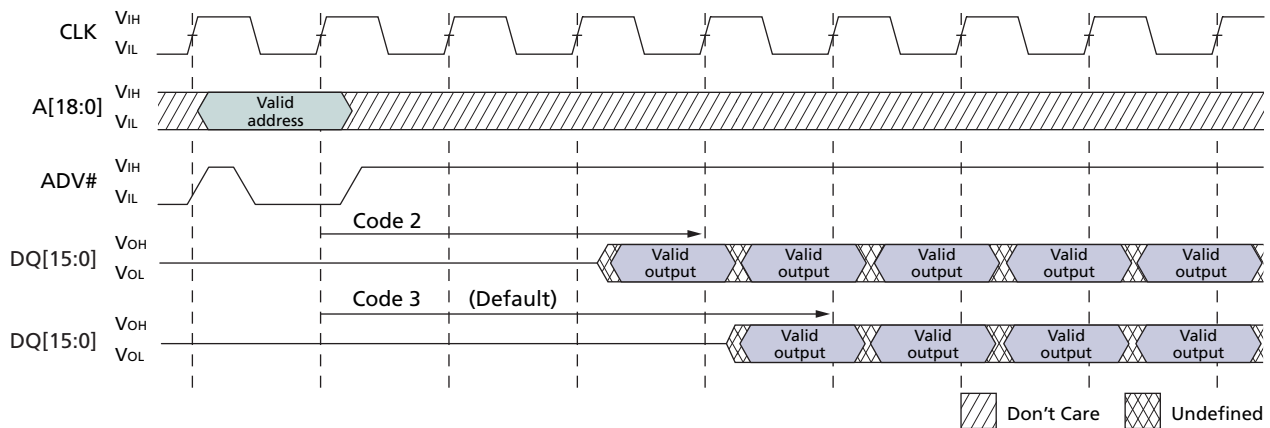 CLK
VIH
VIL
A[18:0]
VIH
VIL
Valid
address
ADV#
VIH
VIL
Code 2
DQ[15:0]
VOH
VOL
Valid
output
Valid
output
Valid
output
Valid
output
Valid
output
Code 3 (Default)
DQ[15:0]
VOH
VOL
Valid
output
Valid
output
Valid
output
Valid
output
Don't Care
Undefined